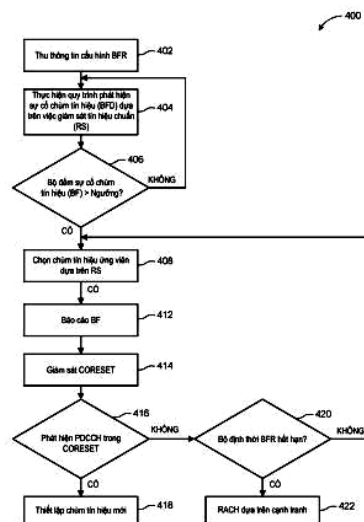 400
Thu thông tin cấu hình BFR
402
Thực hiện quy trình phát hiện
sự cố chùm tín hiệu (BFD) dựa
trên việc giám sát tín hiệu chuẩn
(RS)
404
406
Bộ đếm sự cố chùm
tín hiệu (BF) > Ngưỡng?
KHÔNG
CÓ
Chọn chùm tín hiệu ứng viên
dựa trên RS
408
CÓ
Báo cáo BF
412
Giám sát CORESET
414
416
Phát hiện PDCCH trong
CORESET
KHÔNG
420
Bộ định thời BFR hết hạn?
KHÔNG
CÓ
CÓ
Thiết lập chùm tín hiệu mới
418
RACH dựa trên cạnh tranh
422